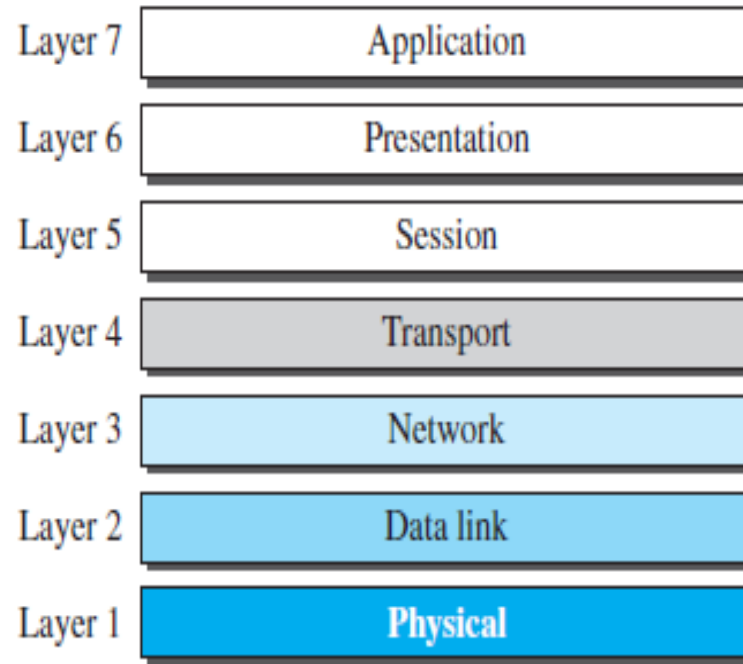 Layer 7 Application
Layer 6 Presentation
Layer 5 Session
Layer 4 Transport
Layer 3 Network
Layer 2 Data link
Layer 1 Physical